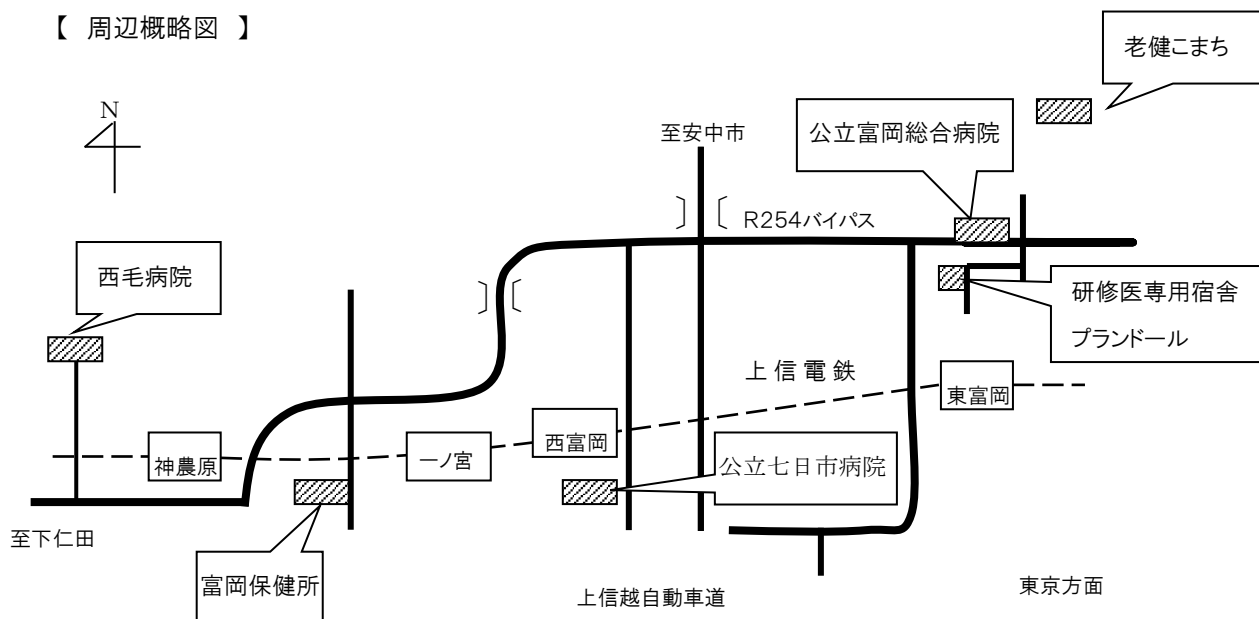 【 周辺概略図 】
老健こまち
N
公立富岡総合病院
至安中市
R254バイパス
西毛病院
研修医専用宿舎
プランドール
上信電鉄
東富岡
西富岡
一ノ宮
神農原
公立七日市病院
至下仁田
富岡保健所
上信越自動車道
東京方面